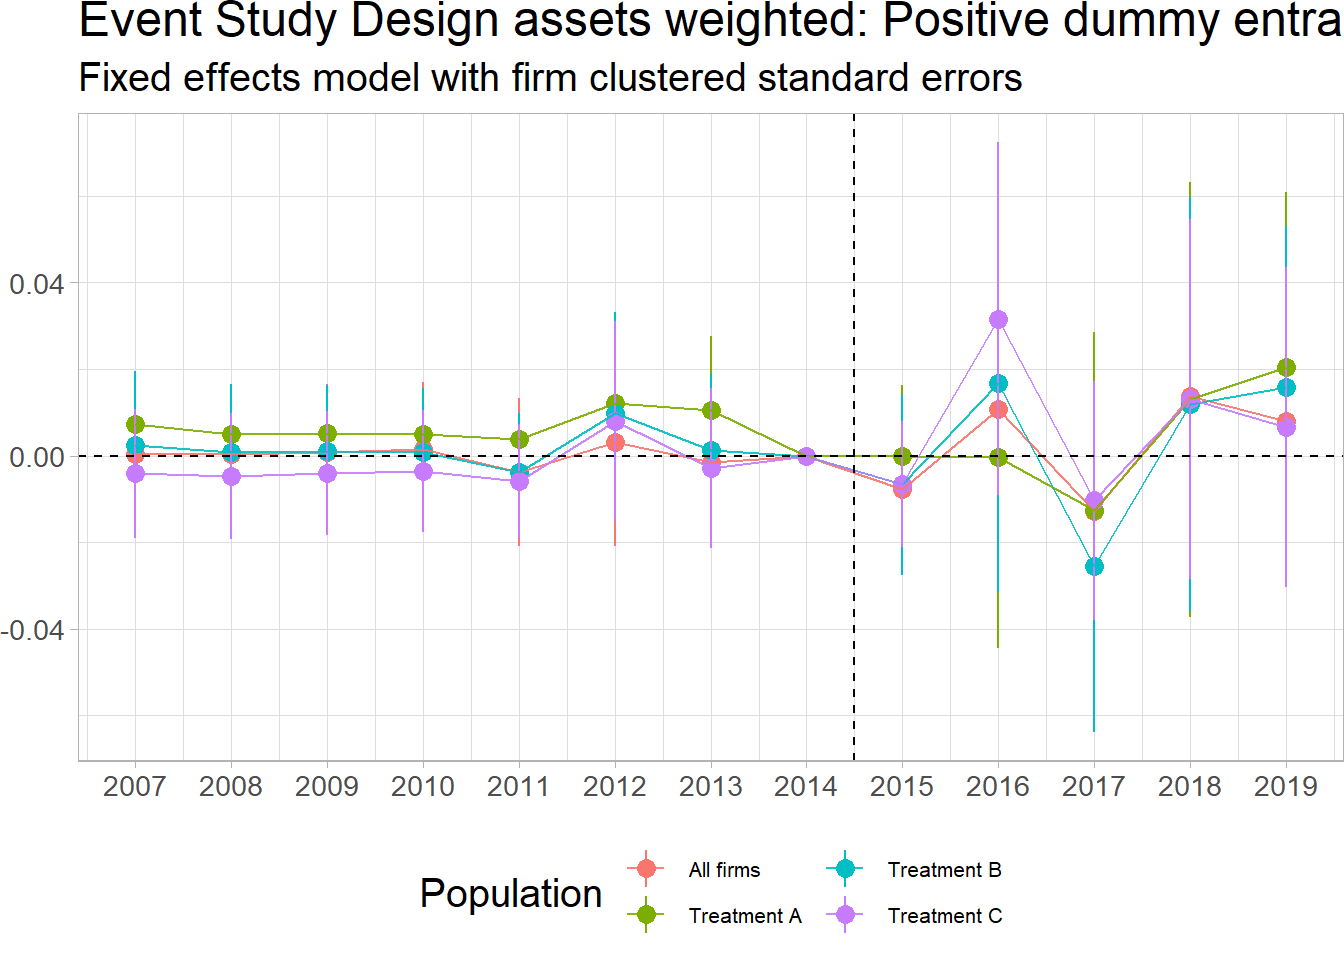 Event Study Design assets weighted: Positive dummy entra
Fixed effects model with firm clustered standard errors
0.04
0.00
-0.04
2007 2008 2009 2010 2011 2012 2013 2014 2015 2016 2017 2018 2019
Population
All firms
Treatment A
Treatment B
Treatment C